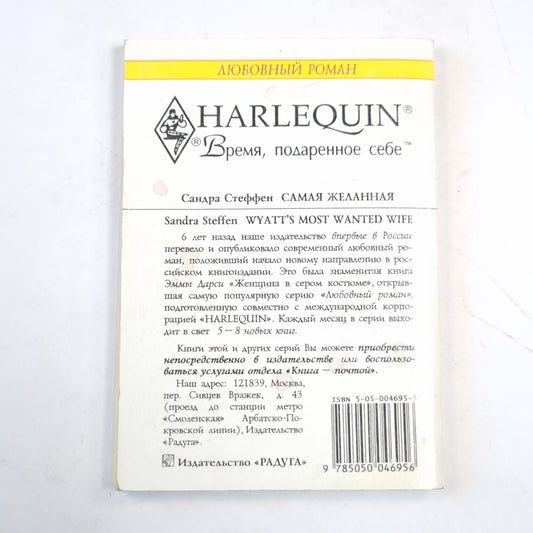 ЛЮБОВНЫЙ РОМАН
HARLEQUIN®
® Время, подаренное себе™
Сандра Стеффен САМАЯ ЖЕЛАННАЯ
Sandra Steffen WYATT'S MOST WANTED WIFE
6 лет назад наше издательство впервые в России
перевело и опубликовало современный любовный ро-
ман, положивший начало новому направлению в рос-
сийском книгоиздании. Это была знаменитая книга
Эммы Дарси «Женщина в сером костюме», открыв-
шая самую популярную серию «Любовный роман»,
подготовленную совместно с международной корпо-
рацией «HARLEQUIN». Каждый месяц в серии выхо-
дит в свет 5–8 новых книг.
Книги этой и других серий Вы можете приобрести
непосредственно в издательстве или воспользо-
ваться услугами отдела «Книга — почтой».
Наш адрес: 121839, Москва,
пер. Сивцев Вражек, д. 43
(проезд до станции метро
«Смоленская» Арбатско-По-
кровской линии), Издательство
«Радуга».
Издательство «РАДУГА»
ISBN 5-05-004695-5
9 785050 046956